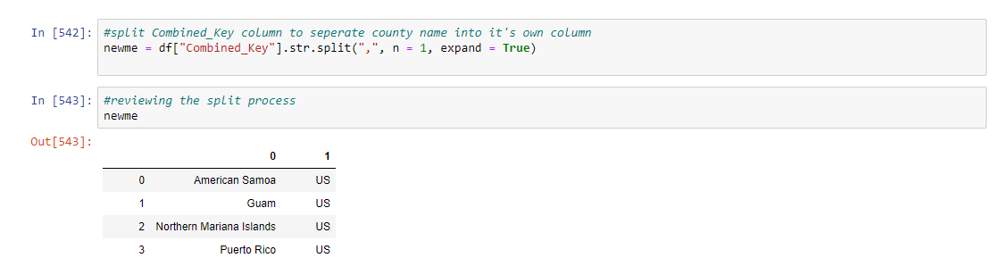 In [542]: #split Combined_Key column to seperate county name into it's own column
newme = df["Combined_Key"].str.split(",", n = 1, expand = True)
In [543]: #reviewing the split process
newme
Out[543]:
0 1
0 American Samoa US
1 Guam US
2 Northern Mariana Islands US
3 Puerto Rico US